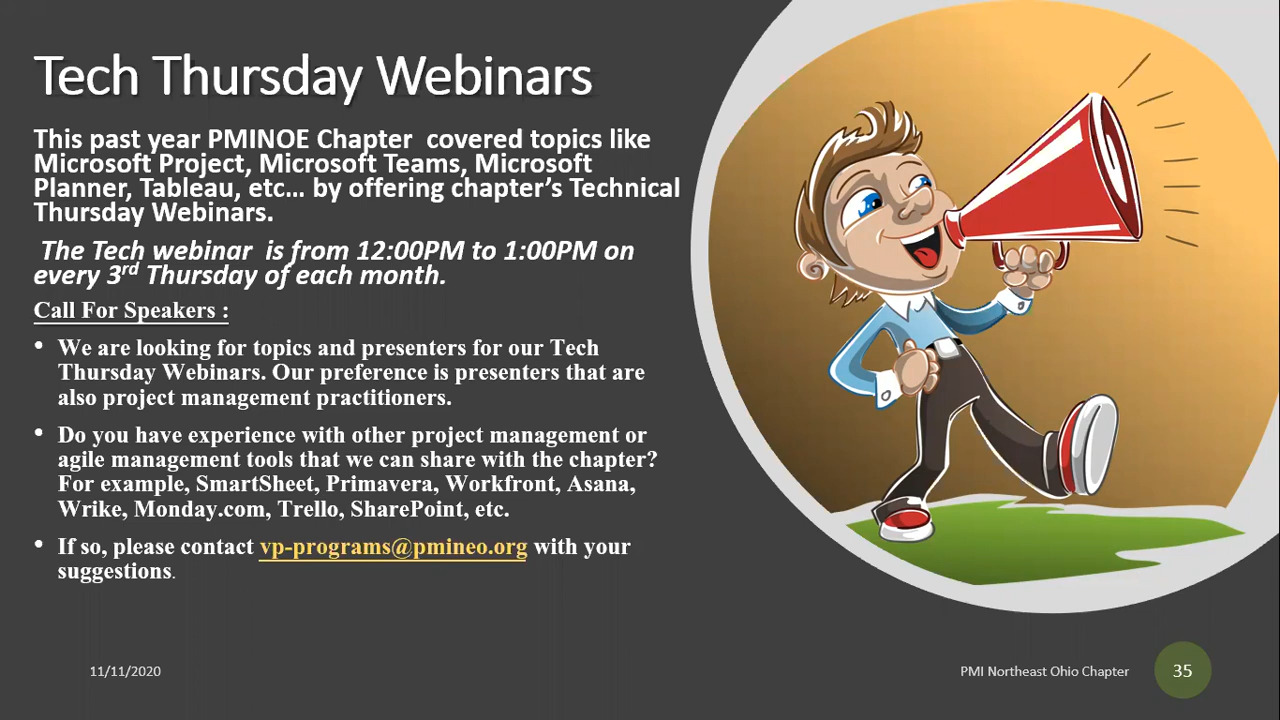 Tech Thursday Webinars
This past year PMINOE Chapter  covered topics like
Microsoft Project, Microsoft Teams, Microsoft
Planner, Tableau, etc... by offering chapter's Technical
Thursday Webinars.
The Tech webinar  is from 12:00PM to 1:00PM on
every 3rd Thursday of each month.
Call For Speakers :
• We are looking for topics and presenters for our Tech
Thursday Webinars. Our preference is presenters that are
also project management practitioners.
• Do you have experience with other project management or
agile management tools that we can share with the chapter?
For example, SmartSheet, Primavera, Workfront, Asana,
Wrike, Monday.com, Trello, SharePoint, etc.
• If so, please contact vp-programs@pmineo.org with your
suggestions.
11/11/2020
PMI Northeast Ohio Chapter
35